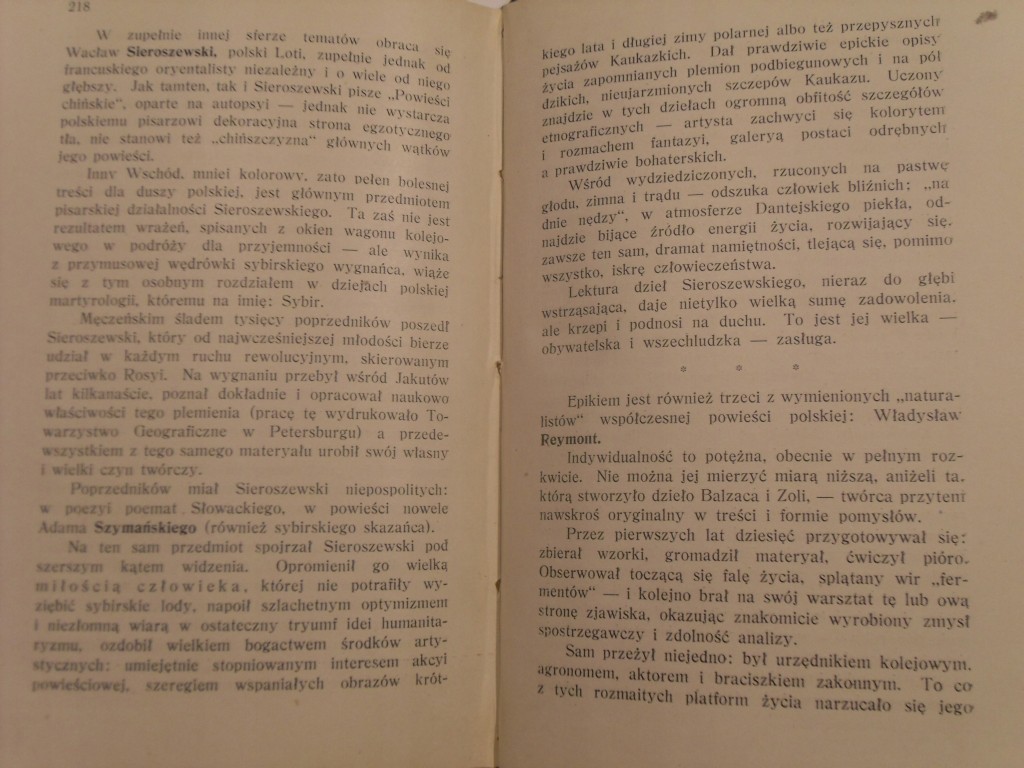 218
W zupełnie innej sferze tematów obraca się
Wacław Sieroszewski, polski Loti, zupełnie jednak od
francuskiego oryentalisty niezależny i o wiele od niego
głębszy. Jak tamten, tak i Sieroszewski pisze „Powieści
chińskie“, oparte na autopsyi — jednak nie wystarcza
polskiemu pisarzowi dekoracyjna strona egzotycznego
tła, nie stanowi też „chińszczyzna“ głównych wątków
jego powieści.
Inny Wschód, mniej kolorowy, zato pełen bolesnej
treści dla duszy polskiej, jest głównym przedmiotem
pisarskiej działalności Sieroszewskiego. Ta zaś nie jest
rezultatem wrażeń, spisanych z okien wagonu kolejo-
wego w podróży dla przyjemności — ale wynika
z przymusowej wędrówki sybirskiego wygnańca, wiąże
się z tym osobnym rozdziałem w dziejach polskiej
martyrologii, któremu na imię: Sybir.
Męczeńskim śladem tysięcy poprzedników poszedł
Sieroszewski, który od najwcześniejszej młodości bierze
udział w każdym ruchu rewolucyjnym, skierowanym
przeciwko Rosyi. Na wygnaniu przebył wśród Jakutów
lat kilkanaście, poznał dokładnie i opracował naukowo
właściwości tego plemienia (pracę tę wydrukowało To-
warzystwo Geograficzne w Petersburgu) a przede-
wszystkiem z tego samego materyału urobił swój własny
i wielki czyn twórczy.
Poprzedników miał Sieroszewski niepospolitych:
w poezyi poemat Słowackiego, w powieści nowele
Adama Szymańskiego (również sybirskiego skazańca).
Na ten sam przedmiot spojrzał Sieroszewski pod
szerszym kątem widzenia. Opromienił go wielką
miłością człowieka, której nie potrafiły wy-
ziębić sybirskie lody, napoił szlachetnym optymizmem
i niezłomną wiarą w ostateczny tryumf idei humanita-
ryzmu, ozdobił wielkiem bogactwem środków arty-
stycznych: umiejętnie stopniowanym interesem akcyi
powieściowej, szeregiem wspaniałych obrazów krót-
kiego lata i długiej zimy polarnej albo też przepysznych
pejsażów Kaukazkich. Dał prawdziwie epickie opisy
życia zapomnianych plemion podbiegunowych i na pół
dzikich, nieujarzmionych szczepów Kaukazu. Uczony
znajdzie w tych dziełach ogromną obfitość szczegółów
etnograficznych — artysta zachwyci się kolorytem
i rozmachem fantazyi, galeryą postaci odrębnych
a prawdziwie bohaterskich.
Wśród wydziedziczonych, rzuconych na pastwę
głodu, zimna i trądu — odszuka człowiek bliźnich: „na
dnie nędzy“, w atmosferze Dantejskiego piekła, od-
najdzie bijące źródło energii życia, rozwijający się,
zawsze ten sam, dramat namiętności, tlejącą się, pomimo
wszystko, iskrę człowieczeństwa.
Lektura dzieł Sieroszewskiego, nieraz do głębi
wstrząsająca, daje nietylko wielką sumę zadowolenia,
ale krzepi i podnosi na duchu. To jest jej wielka —
obywatelska i wszechludzka — zasługa.
Epikiem jest również trzeci z wymienionych „natura-
listów“ współczesnej powieści polskiej: Władysław
Reymont.
Indywidualność to potężna, obecnie w pełnym roz-
kwicie. Nie można jej mierzyć miarą niższą, aniżeli ta,
którą stworzyło dzieło Balzaca i Zoli, — twórca przytem
nawskroś oryginalny w treści i formie pomysłów.
Przez pierwszych lat dziesięć przygotowywał się:
zbierał wzorki, gromadził materyał, ćwiczył pióro.
Obserwował toczącą się falę życia, splątany wir „fer-
mentów“ — i kolejno brał na swój warsztat tę lub ową
stronę zjawiska, okazując znakomicie wyrobiony zmysł
spostrzegawczy i zdolność analizy.
Sam przeżył niejedno: był urzędnikiem kolejowym,
agronomem, aktorem i braciszkiem zakonnym. To co
z tych rozmaitych platform życia narzucało się jego